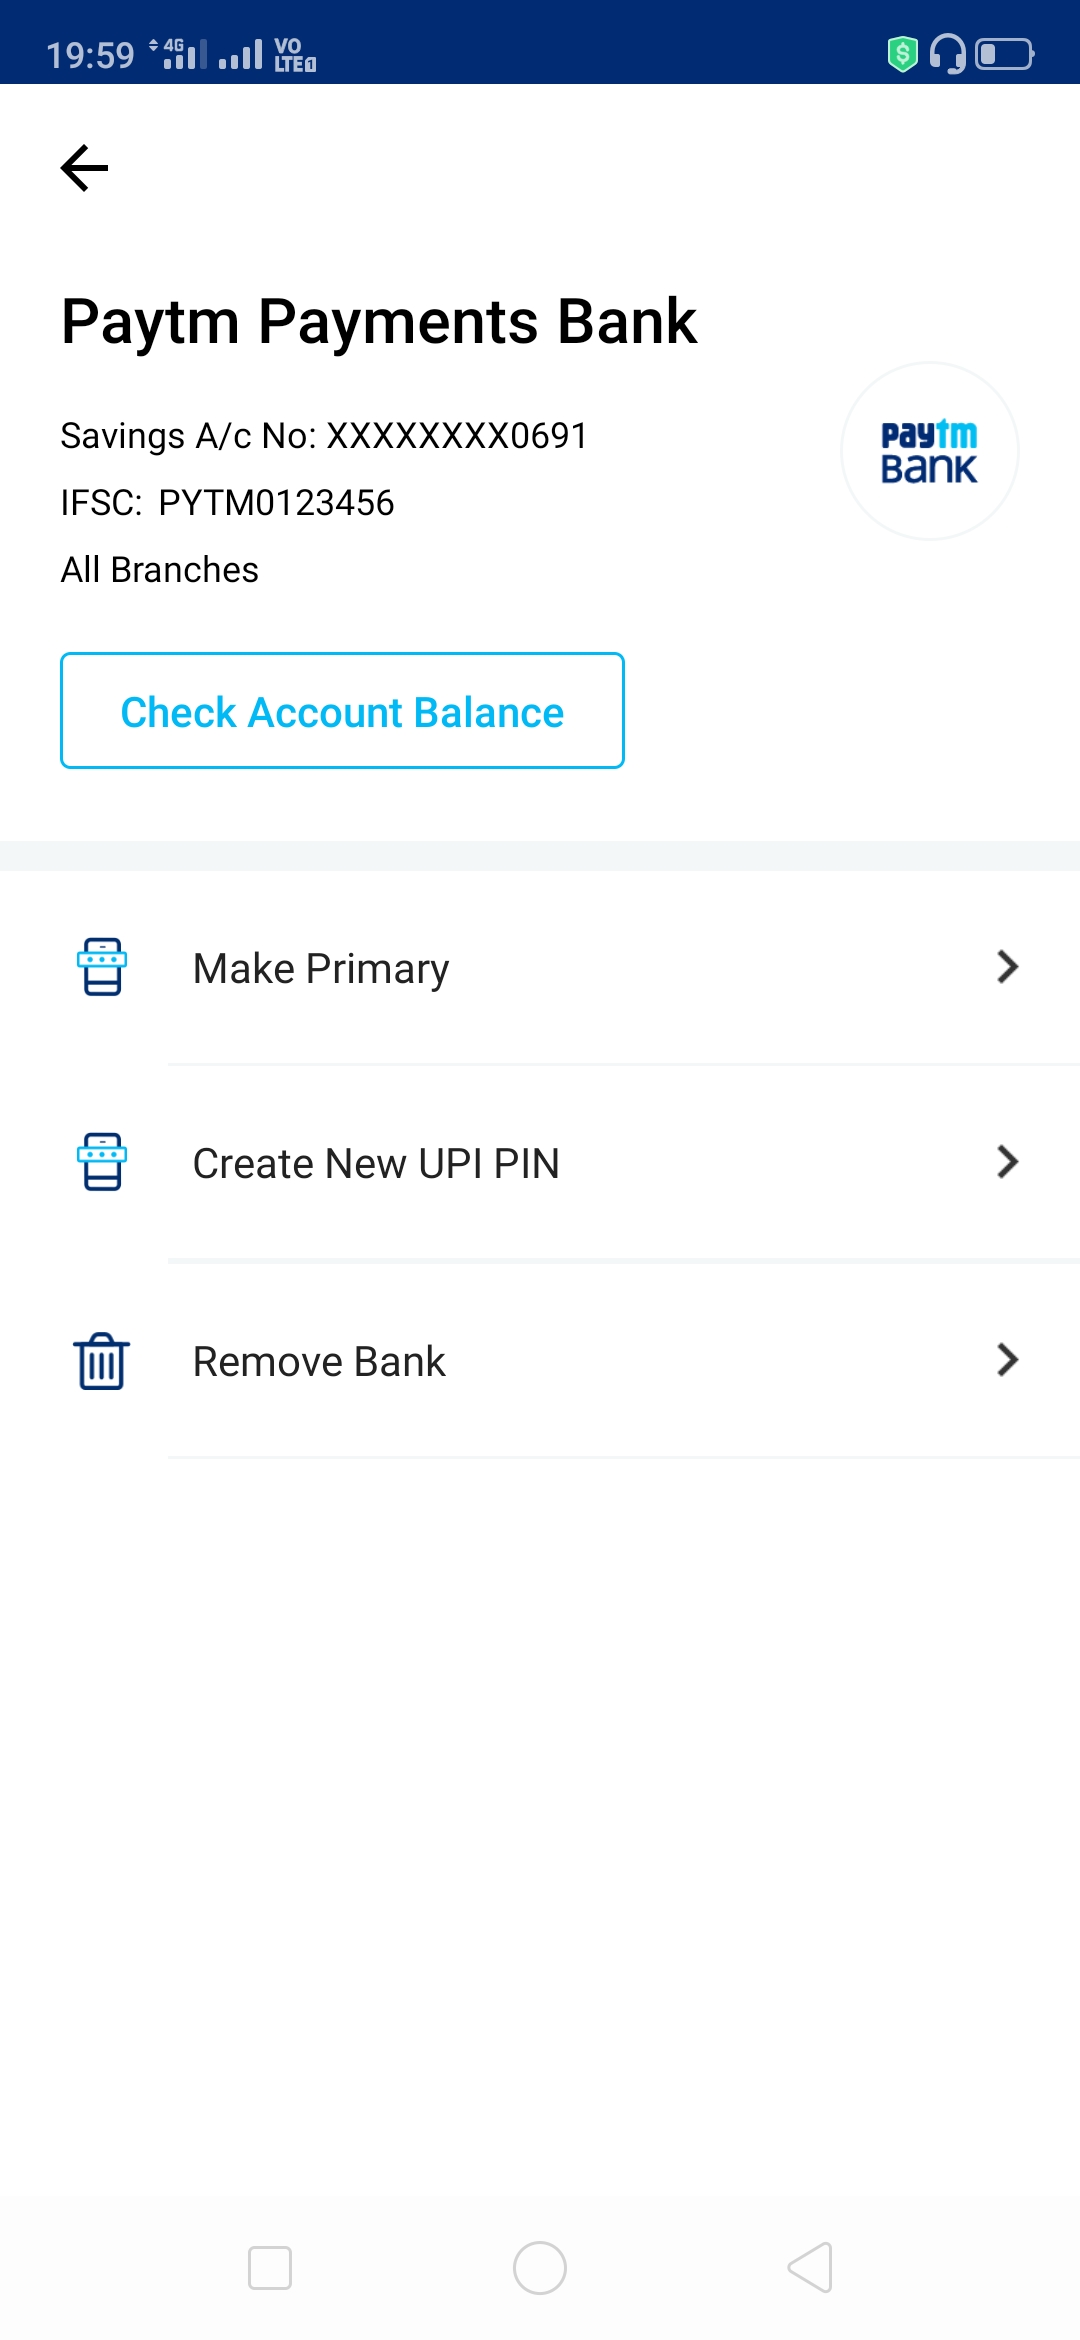 19:59 4G VO LTE 1
Paytm Payments Bank
Savings A/c No: XXXXXXXX0691
IFSC: PYTM0123456
All Branches
paytm
BANK
Check Account Balance
Make Primary
Create New UPI PIN
Remove Bank